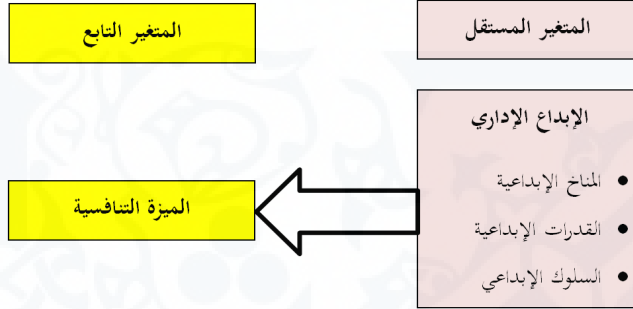 المتغير المستقل
المتغير التابع
الإبداع الإداري
المناخ الإبداعية
القدرات الإبداعية
السلوك الإبداعي
الميزة التنافسية